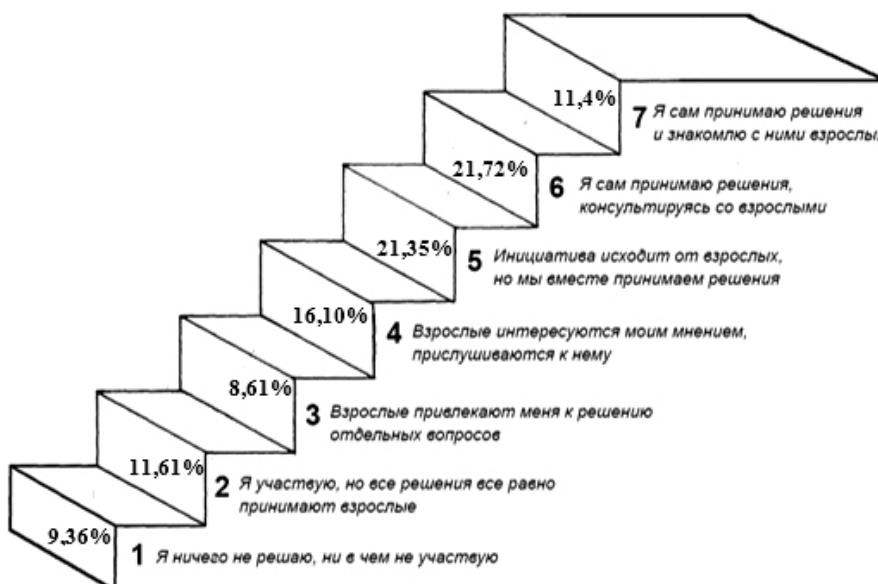 11,4%
7 Я сам принимаю решения
и знакомлю с ними взрослых
21,72%
6 Я сам принимаю решения,
консультируясь со взрослыми
21,35%
5 Инициатива исходит от взрослых,
но мы вместе принимаем решения
16,10%
4 Взрослые интересуются моим мнением,
прислушиваются к нему
8,61%
3 Взрослые привлекают меня к решению
отдельных вопросов
11,61%
2 Я участвую, но все решения все равно
принимают взрослые
9,36%
1 Я ничего не решаю, ни в чем не участвую